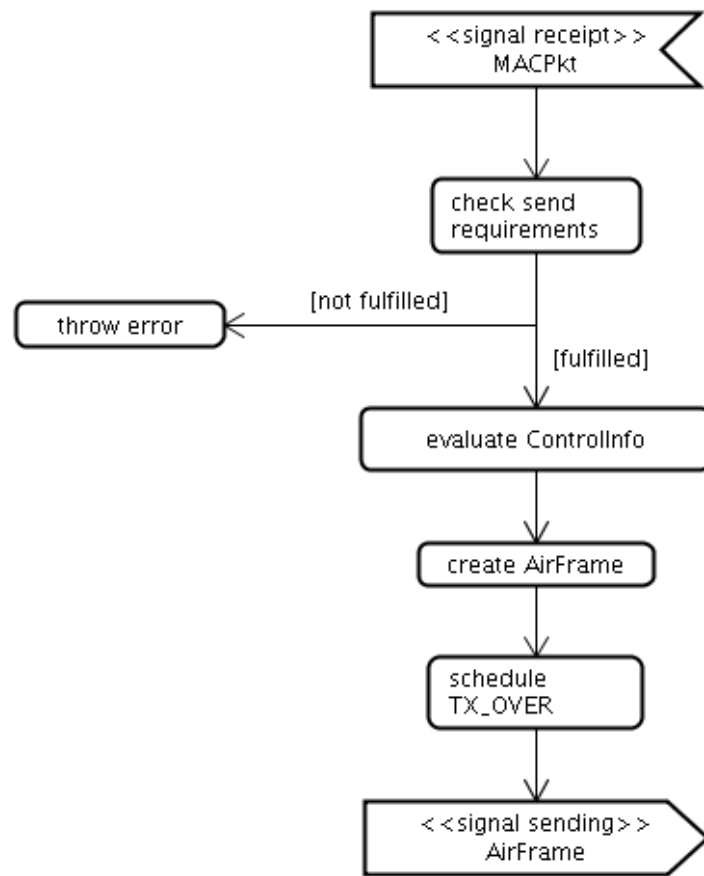 <<signal receipt>>
MACPkt
check send
requirements
[not fulfilled]
throw error
[fulfilled]
evaluate ControlInfo
create AirFrame
schedule
TX_OVER
<<signal sending>>
AirFrame